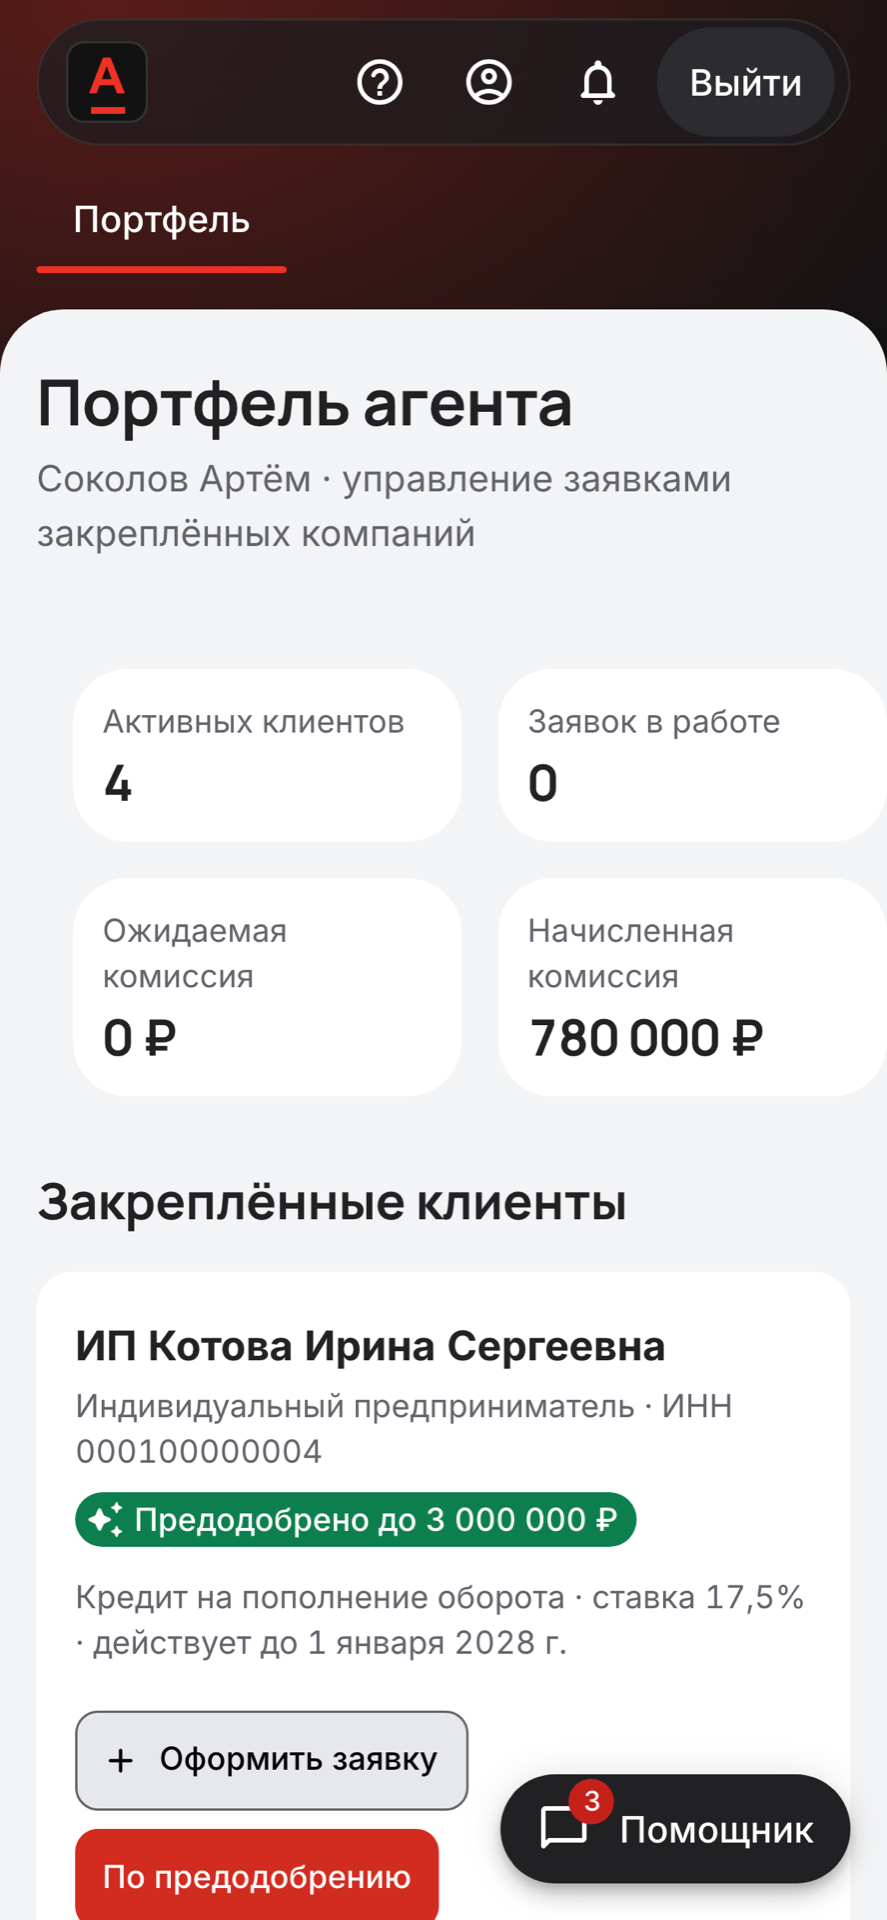 А
Выйти
Портфель
Портфель агента
Соколов Артём · управление заявками
закреплённых компаний
Активных клиентов
4
Заявок в работе
0
Ожидаемая
комиссия
0 ₽
Начисленная
комиссия
780 000 ₽
Закреплённые клиенты
ИП Котова Ирина Сергеевна
Индивидуальный предприниматель · ИНН
000100000004
Предодобрено до 3 000 000 ₽
Кредит на пополнение оборота · ставка 17,5%
· действует до 1 января 2028 г.
+ Оформить заявку
3
Помощник
По предодобрению